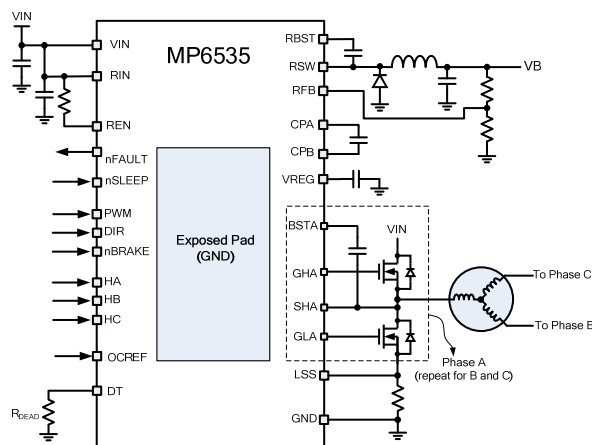 VIN
VIN
RIN
REN
nFAULT
nSLEEP
PWM
DIR
nBRAKE
HA
HB
HC
OCREF
DT
RDEAD
MP6535
Exposed Pad
(GND)
RBST
RSW
RFB
CPA
CPB
VREG
BSTA
GHA
SHA
GLA
LSS
GND
VB
VIN
To Phase C
To Phase B
Phase A
(repeat for B and C)